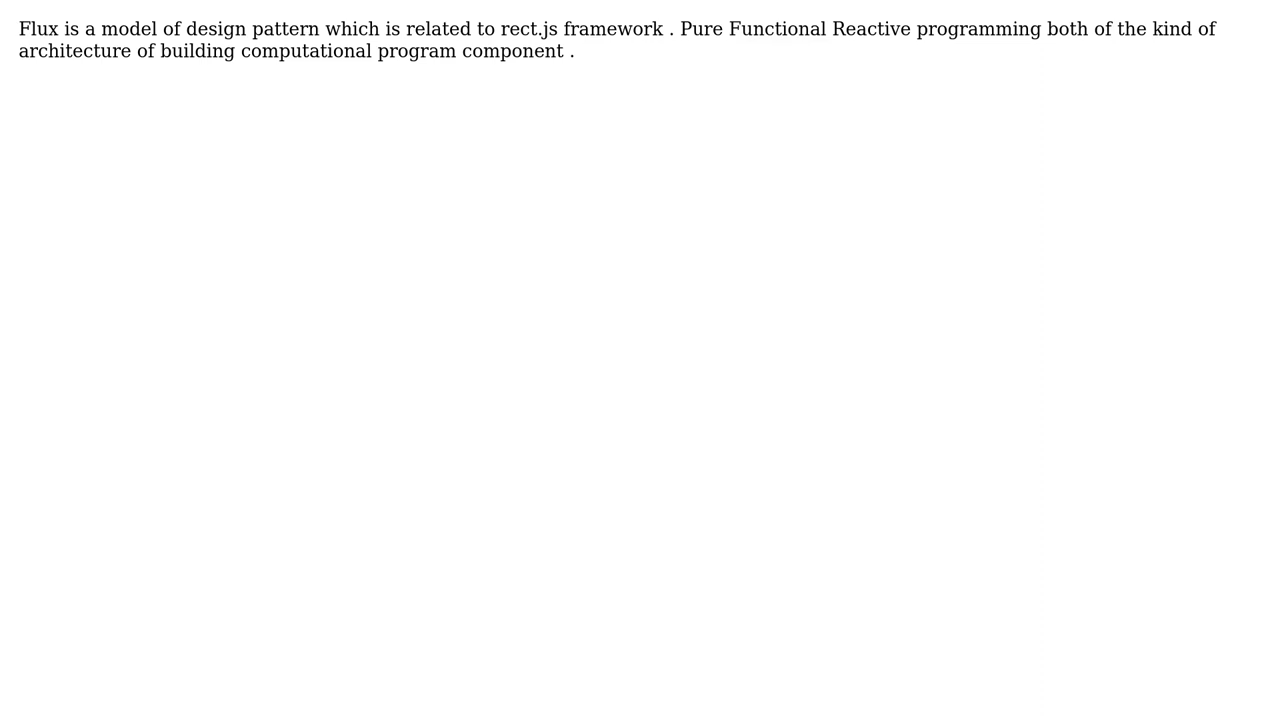 Flux is a model of design pattern which is related to rect.js framework . Pure Functional Reactive programming both of the kind of
architecture of building computational program component .